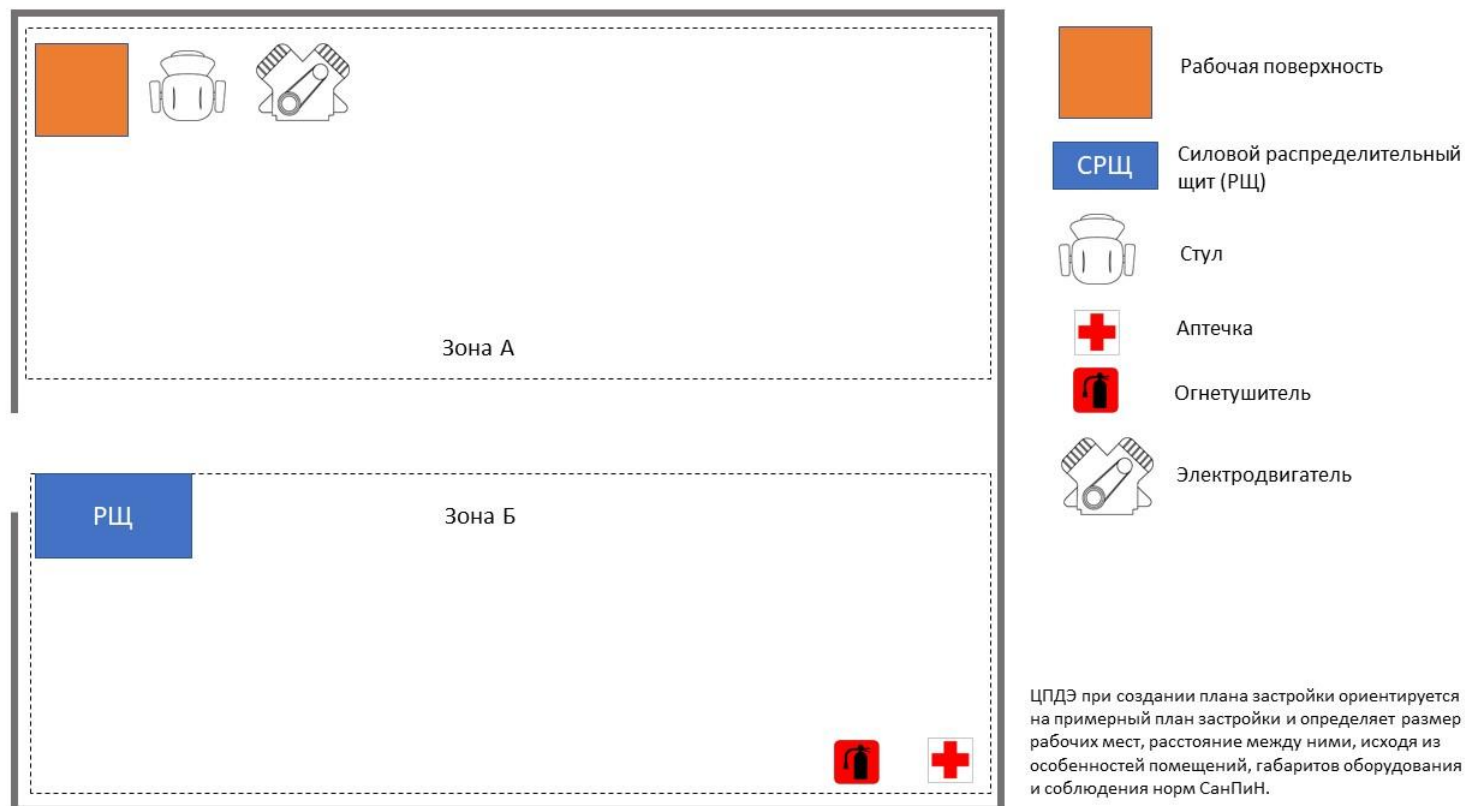 Зона А
РЩ
Зона Б
Рабочая поверхность
СРЩ
Силовой распределительный
щит (РЩ)
Стул
Аптечка
Огнетушитель
Электродвигатель
ЦПДЭ при создании плана застройки ориентируется
на примерный план застройки и определяет размер
рабочих мест, расстояние между ними, исходя из
особенностей помещений, габаритов оборудования
и соблюдения норм СанПиН.